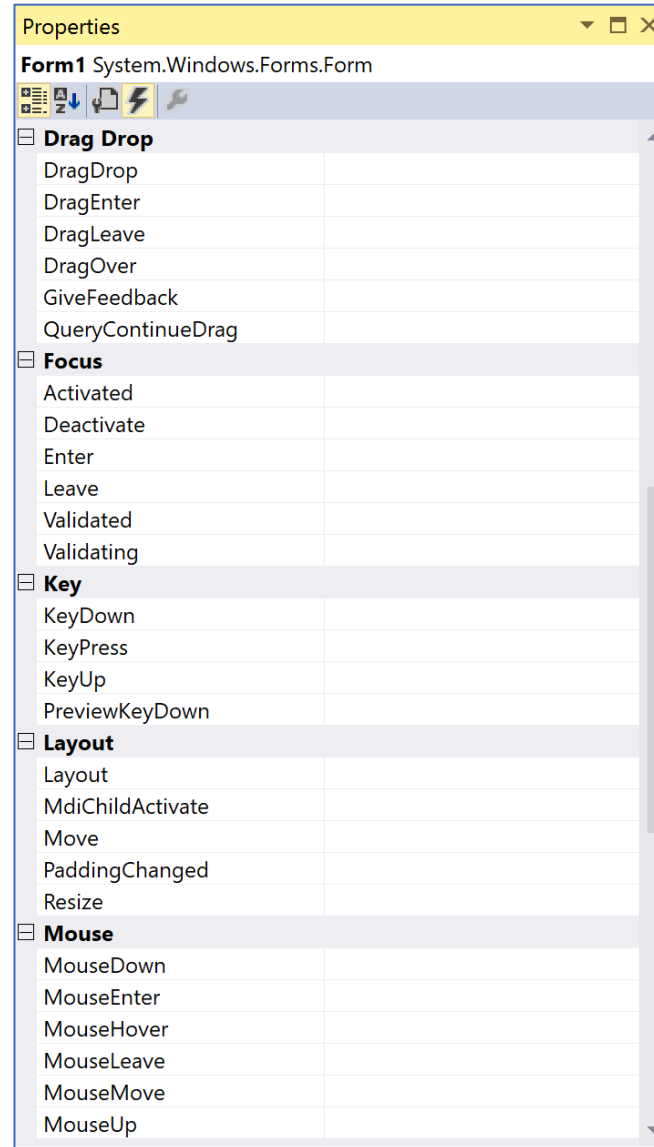 Properties
Form1 System.Windows.Forms.Form
Drag Drop
DragDrop
DragEnter
DragLeave
DragOver
GiveFeedback
QueryContinueDrag
Focus
Activated
Deactivate
Enter
Leave
Validated
Validating
Key
KeyDown
KeyPress
KeyUp
PreviewKeyDown
Layout
Layout
MdiChildActivate
Move
PaddingChanged
Resize
Mouse
MouseDown
MouseEnter
MouseHover
MouseLeave
MouseMove
MouseUp